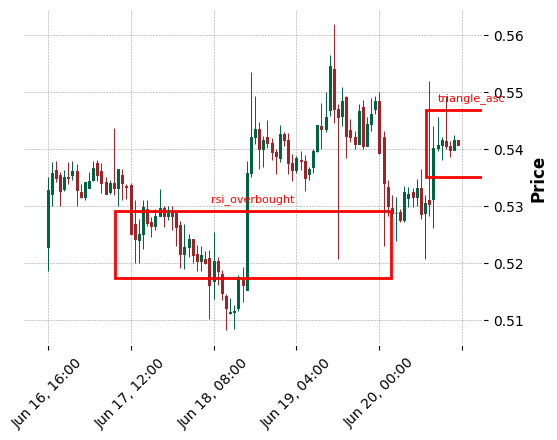 0.56
0.55
triangle_asc
0.54
Price
0.53
rsi_overbought
0.52
0.51
Jun 16, 16:00
Jun 17, 12:00
Jun 18, 08:00
Jun 19, 04:00
Jun 20, 00:00